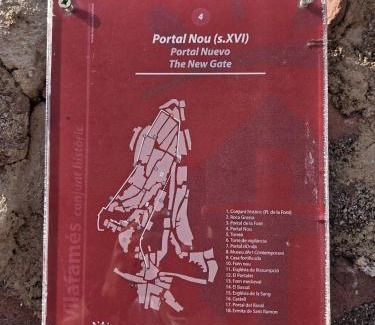 4
Portal Nou (s.XVI)
Portal Nuevo
The New Gate
Vilafamés conjunt històric
1. Conjunt històric (Pl. de la Font)
2. Roca Grossa
3. Portal de la Font
4. Portal Nou
5. Torreó
6. Torre de vigilància
7. Portal d'Onda
8. Museu d'Art Contemporani
9. Casa fortificada
10. Forn nou
11. Església de l'Assumpció
12. El Portalet
13. Forn medieval
14. El Bassal
15. Església de la Sang
16. Castell
17. Portal del Raval
18. Ermita de Sant Ramon